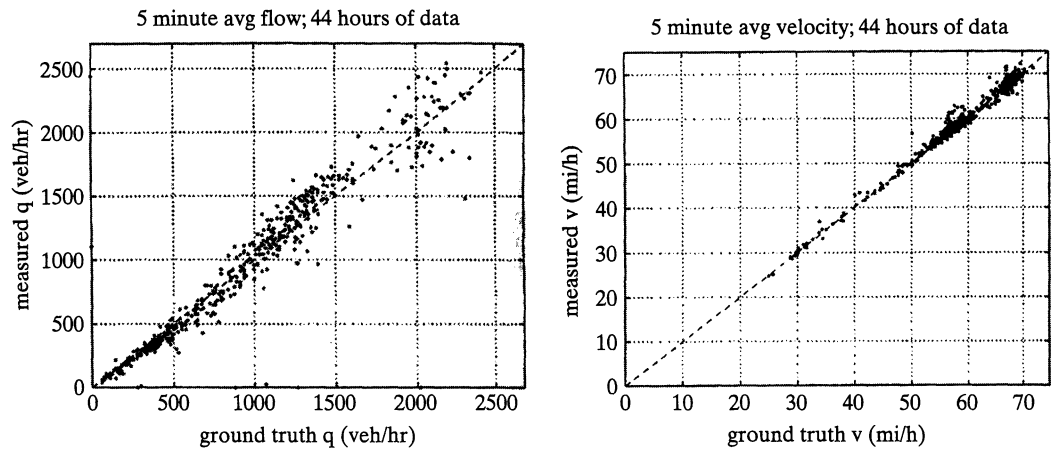 5 minute avg flow; 44 hours of data
measured q (veh/hr)
2500
2000
1500
1000
500
0
0 500 1000 1500 2000 2500
ground truth q (veh/hr)
5 minute avg velocity; 44 hours of data
measured v (mi/h)
70
60
50
40
30
20
10
0
0 10 20 30 40 50 60 70
ground truth v (mi/h)